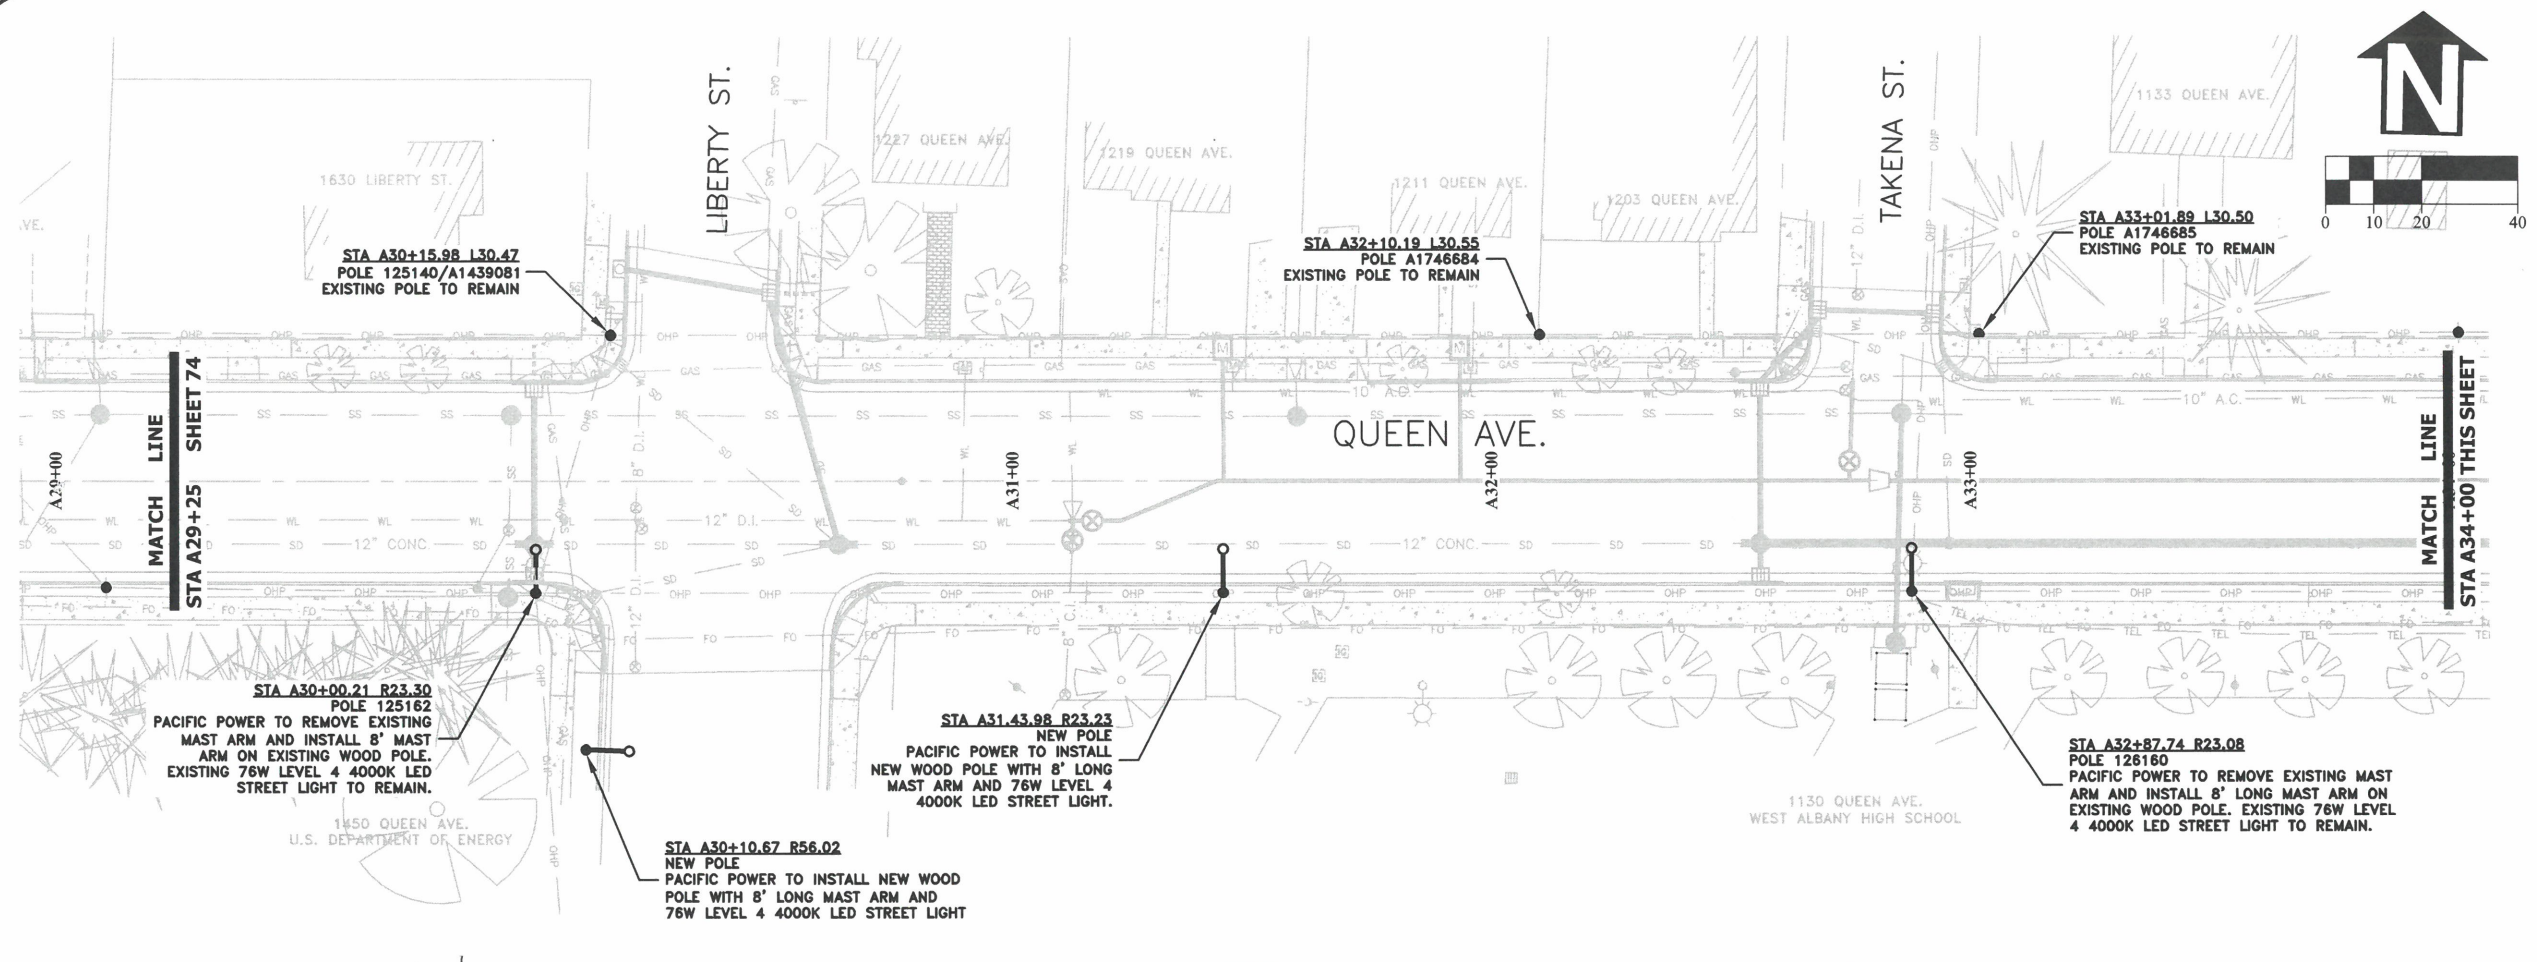 LIBERTY ST.
TAKENA ST.
N
0 10 20 40
1133 QUEEN AVE.
1227 QUEEN AVE.
1219 QUEEN AVE.
1630 LIBERTY ST.
1211 QUEEN AVE.
1203 QUEEN AVE.
AVE.
STA A30+15.98 L30.47
POLE 125140/A1439081
EXISTING POLE TO REMAIN
STA A32+10.19 L30.55
POLE A1746684
EXISTING POLE TO REMAIN
STA A33+01.89 L30.50
POLE A1746685
EXISTING POLE TO REMAIN
MATCH LINE
STA A29+25 SHEET 74
QUEEN AVE.
MATCH LINE
STA A34+00 THIS SHEET
A29+00
A31+00
A32+00
A33+00
10" A.C.
10" A.C.
12" D.I.
8" D.I.
12" D.I.
12" D.I.
12" CONC.
12" CONC.
8" C.I.
STA A30+00.21 R23.30
POLE 125162
PACIFIC POWER TO REMOVE EXISTING
MAST ARM AND INSTALL 8' MAST
ARM ON EXISTING WOOD POLE.
EXISTING 76W LEVEL 4 4000K LED
STREET LIGHT TO REMAIN.
STA A31.43.98 R23.23
NEW POLE
PACIFIC POWER TO INSTALL
NEW WOOD POLE WITH 8' LONG
MAST ARM AND 76W LEVEL 4
4000K LED STREET LIGHT.
STA A32+87.74 R23.08
POLE 126160
PACIFIC POWER TO REMOVE EXISTING MAST
ARM AND INSTALL 8' LONG MAST ARM ON
EXISTING WOOD POLE. EXISTING 76W LEVEL
4 4000K LED STREET LIGHT TO REMAIN.
1130 QUEEN AVE.
WEST ALBANY HIGH SCHOOL
1450 QUEEN AVE.
U.S. DEPARTMENT OF ENERGY
STA A30+10.67 R56.02
NEW POLE
PACIFIC POWER TO INSTALL NEW WOOD
POLE WITH 8' LONG MAST ARM AND
76W LEVEL 4 4000K LED STREET LIGHT